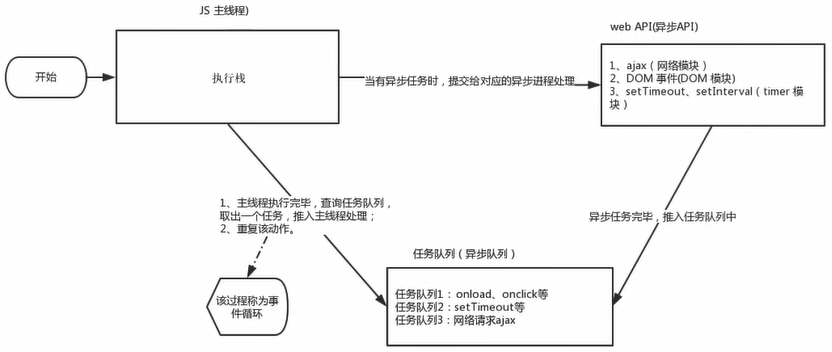 JS 主线程)
web API(异步API)
开始
执行栈
当有异步任务时，提交给对应的异步进程处理
1、ajax（网络模块）
2、DOM 事件(DOM 模块)
3、setTimeout、setInterval（timer 模
块）
1、主线程执行完毕，查询任务队列，
取出一个任务，推入主线程处理；
2、重复该动作。
异步任务完毕，推入任务队列中
任务队列（异步队列）
该过程称为事
件循环
任务队列1： onload、onclick等
任务队列2：setTimeout等
任务队列3：网络请求ajax